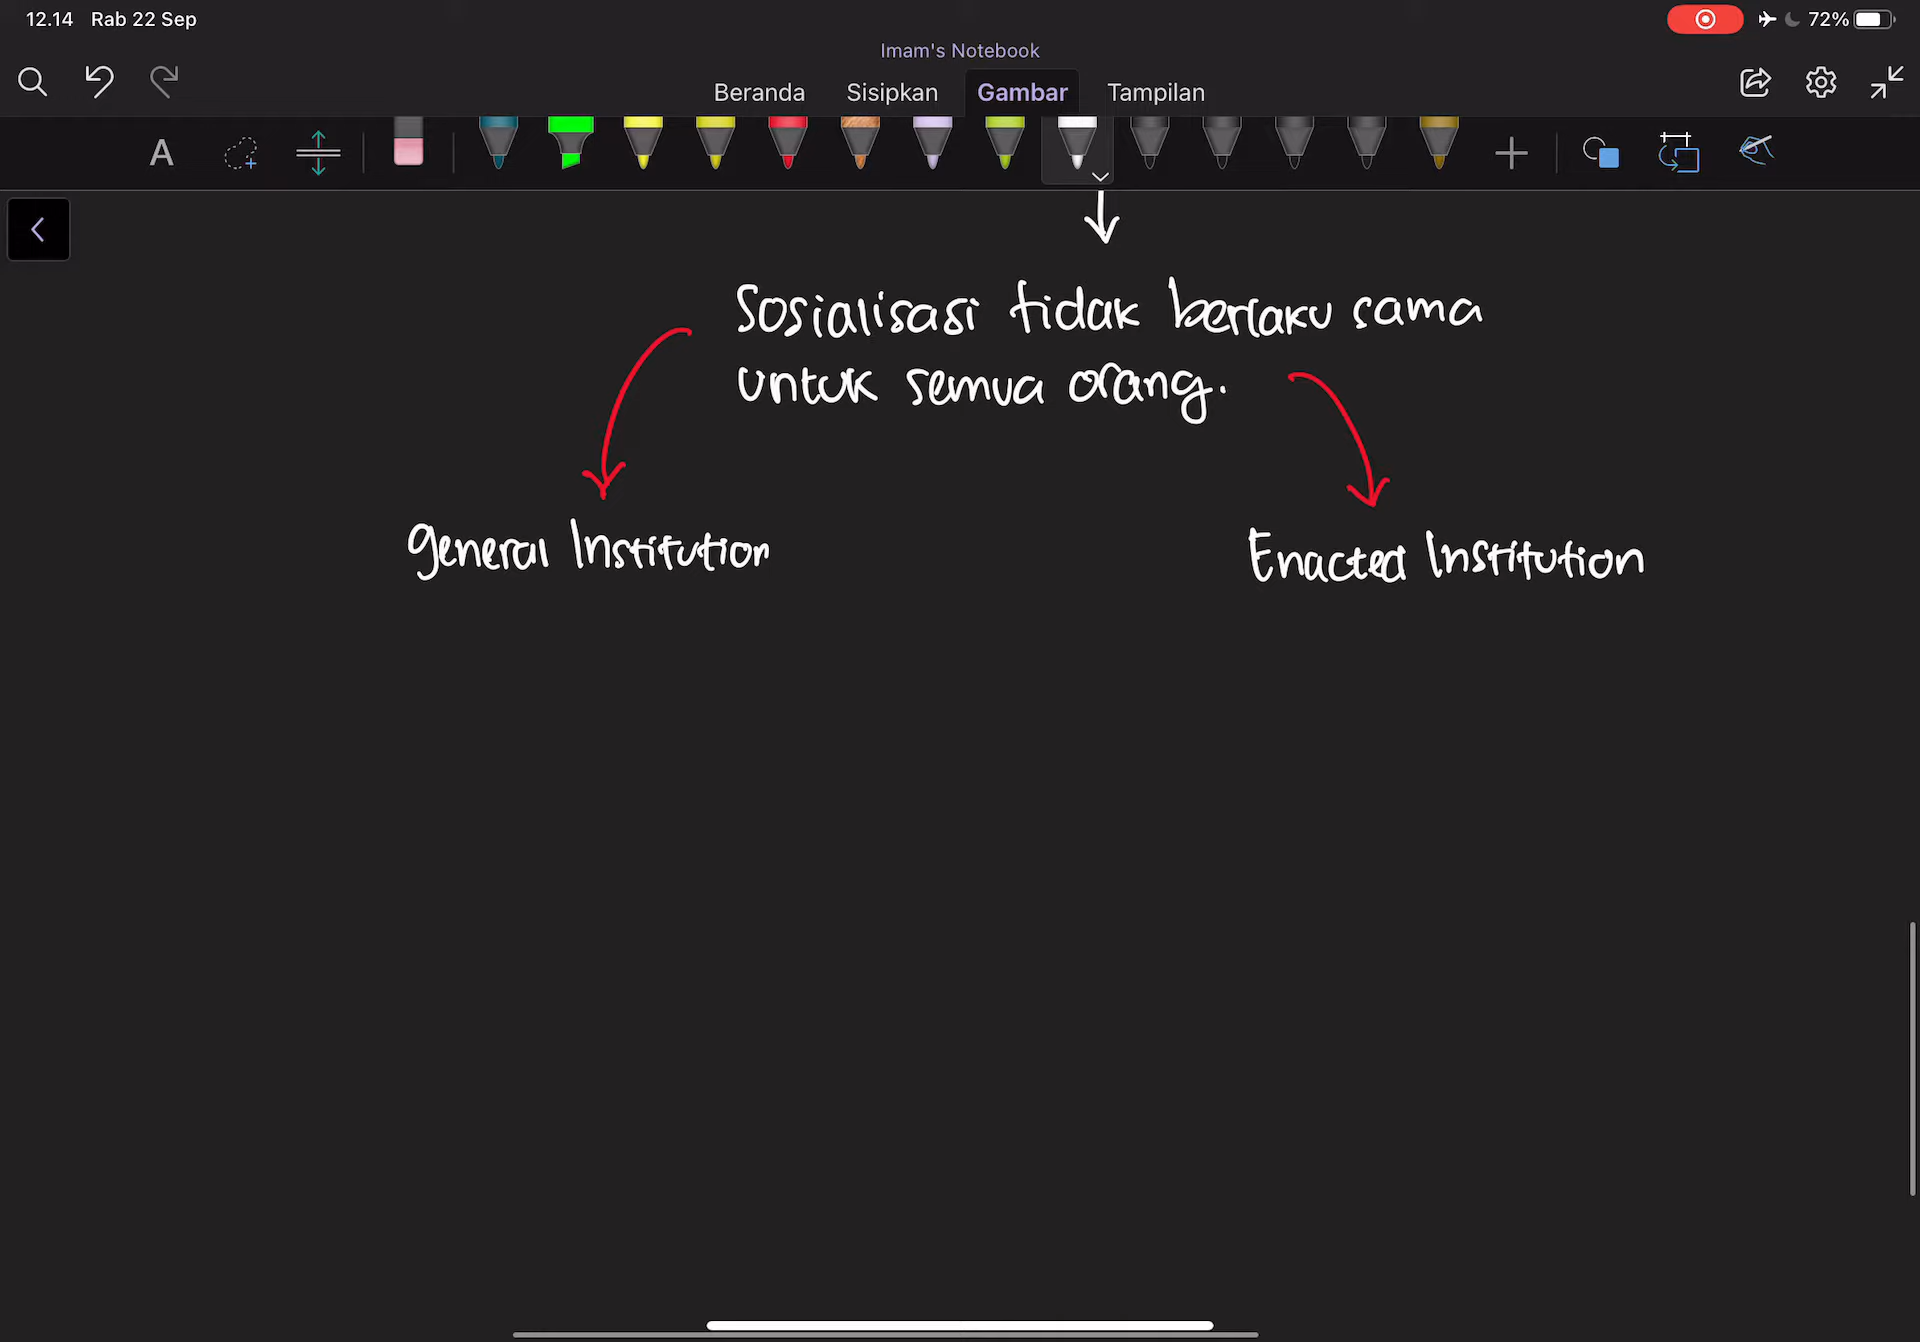 12.14 Rab 22 Sep
72%
Imam's Notebook
Beranda Sisipkan Gambar Tampilan
A
Sosialisasi tidak berlaku sama
untuk semua orang.
General Institution
Enacted Institution